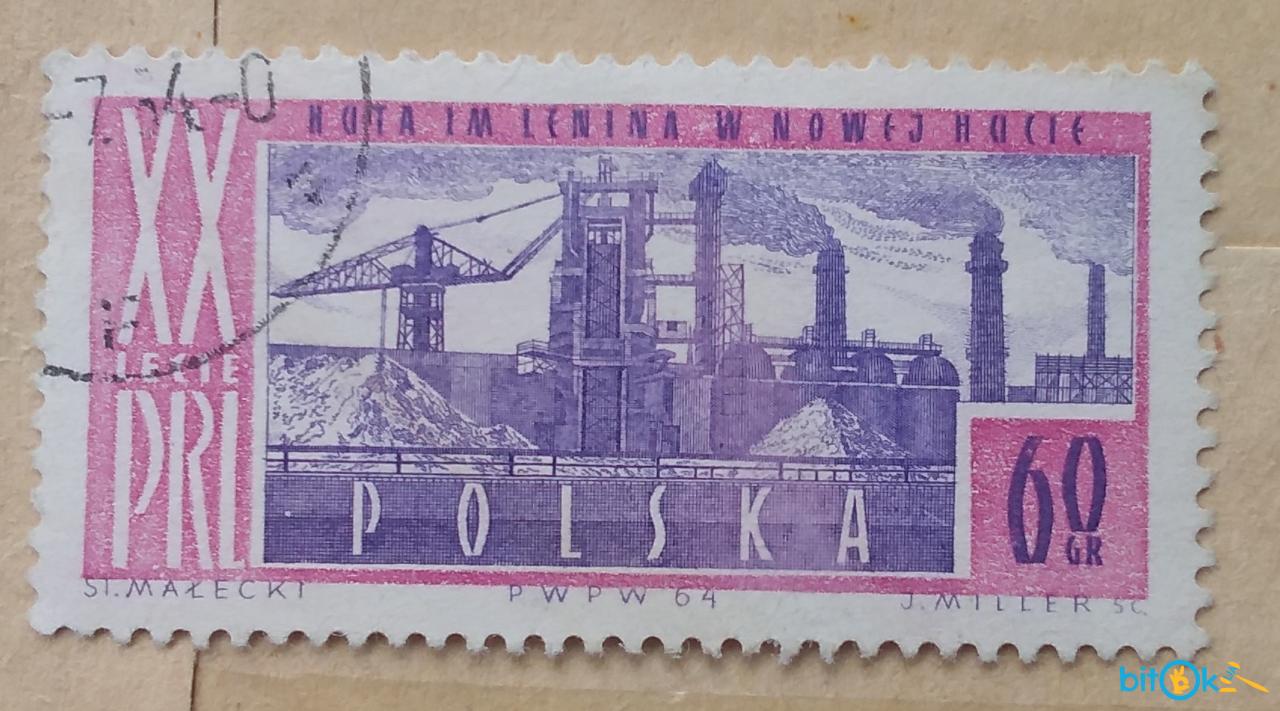 HUTA IM LENINA W NOWEJ HUCIE
XX
LECIE
PRL
POLSKA
60
GR
ST. MAŁECKI
PWPW 64
J. MILLER SC.
bitok